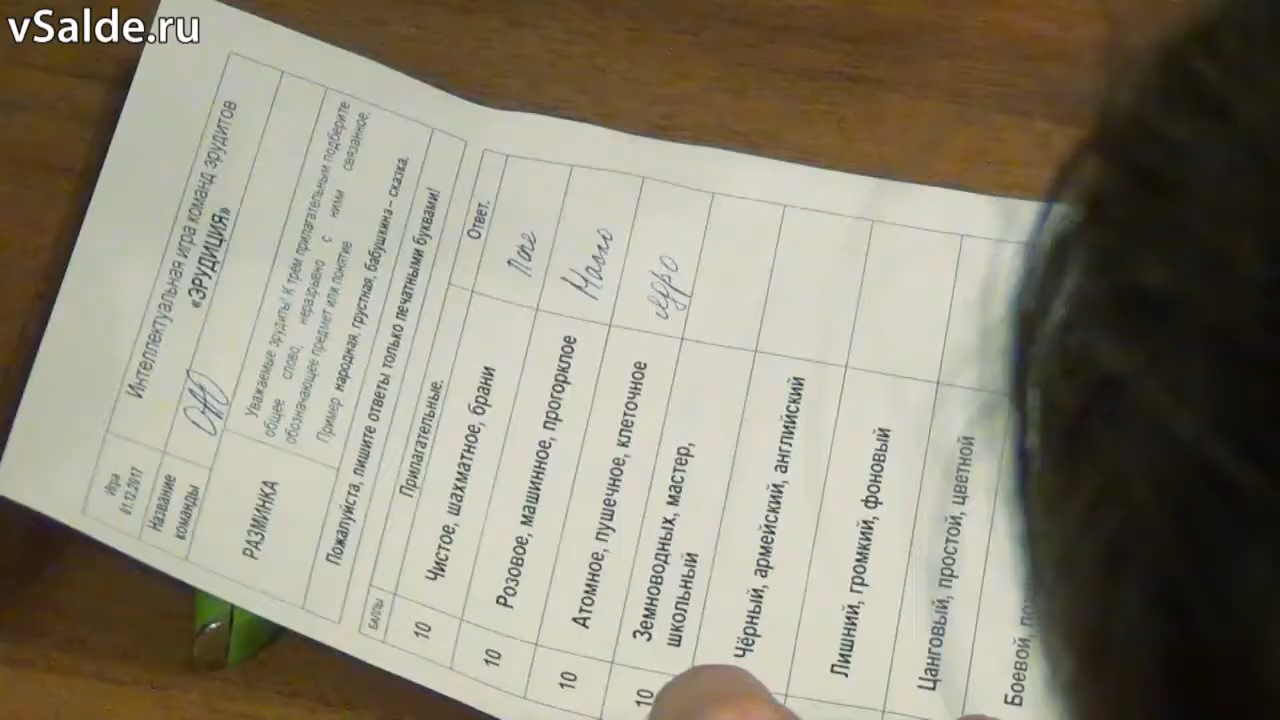 vSalde.ru
Игра
01.12.2017
Интеллектуальная игра команд эрудитов
«ЭРУДИЦИЯ»
Название
команды
РАЗМИНКА
Уважаемые эрудиты! К трём прилагательным подберите
общее слово, неразрывно с ними связанное,
обозначающее предмет или понятие
Пример народная, грустная, бабушкина – сказка.
Пожалуйста, пишите ответы только печатными буквами!
БАЛЛЫ
Прилагательные.
Ответ.
10
Чистое, шахматное, брани
поле
10
Розовое, машинное, прогорклое
Масло
10
Атомное, пушечное, клеточное
ядро
10
Земноводных, мастер,
школьный
Чёрный, армейский, английский
Лишний, громкий, фоновый
Цанговый, простой, цветной
Боевой,